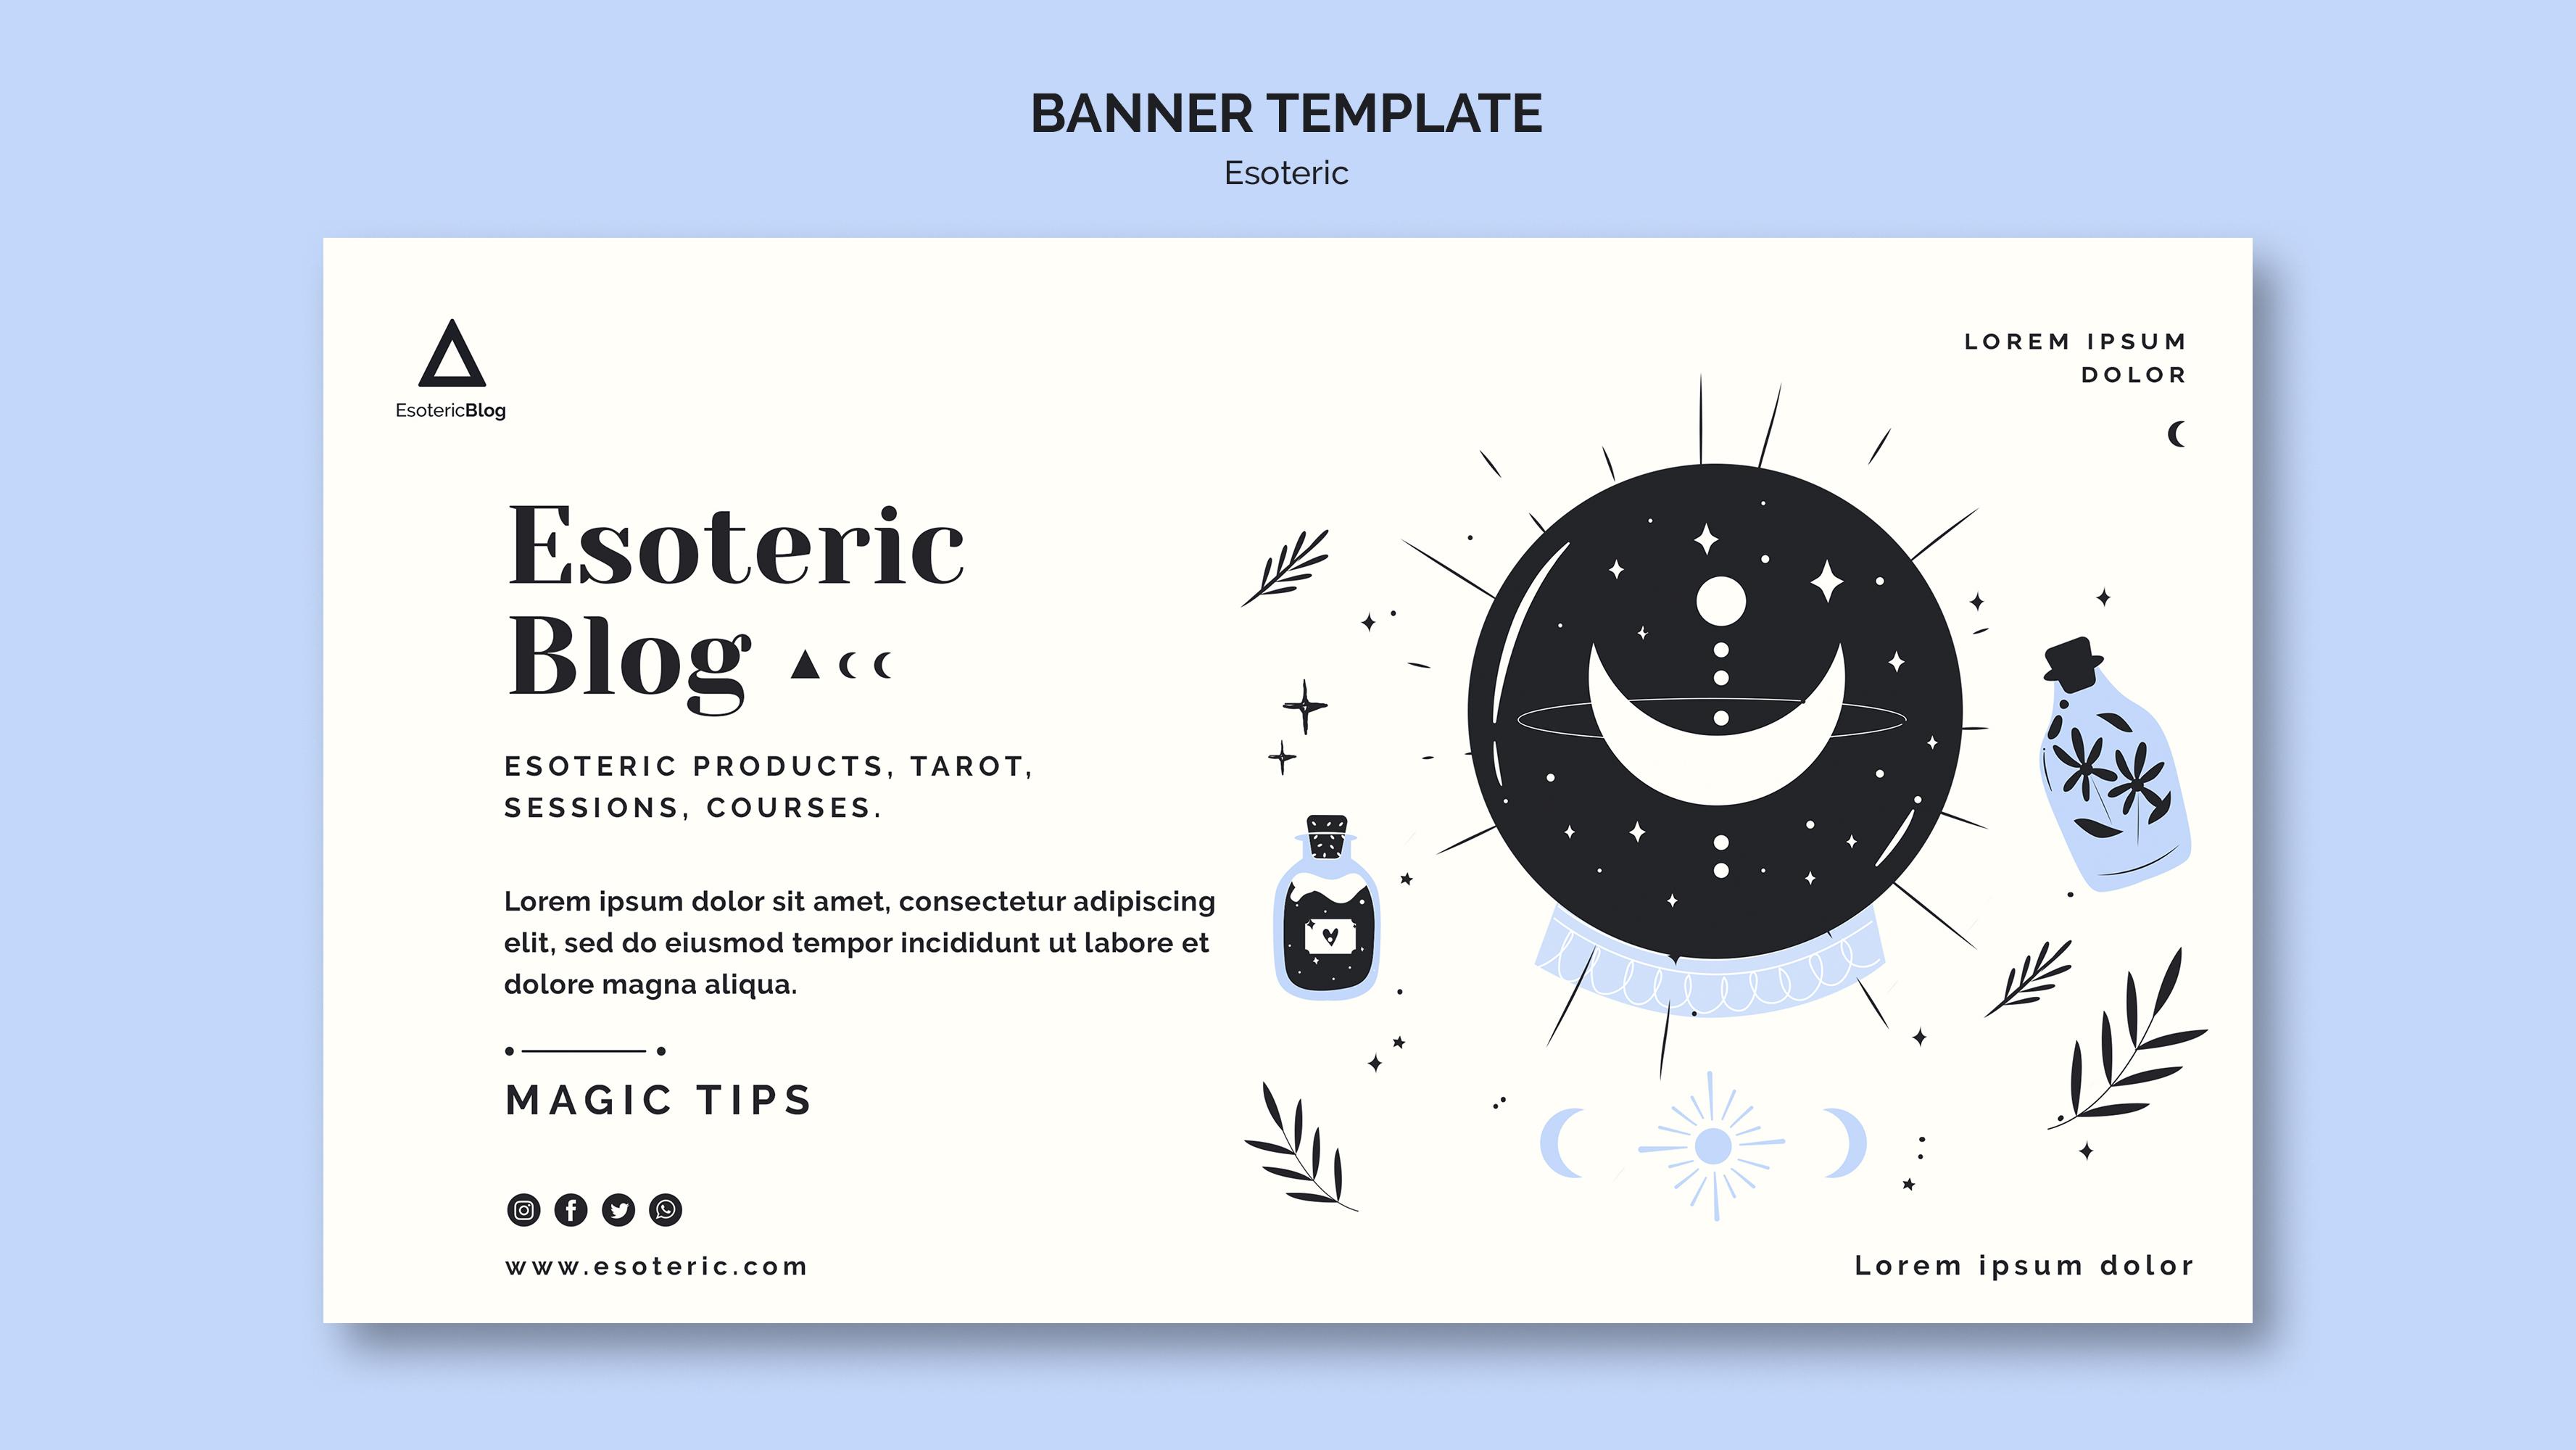 BANNER TEMPLATE
Esoteric
EsotericBlog
LOREM IPSUM
DOLOR
Esoteric
Blog
ESOTERIC PRODUCTS, TAROT,
SESSIONS, COURSES.
Lorem ipsum dolor sit amet, consectetur adipiscing
elit, sed do eiusmod tempor incididunt ut labore et
dolore magna aliqua.
MAGIC TIPS
www.esoteric.com
Lorem ipsum dolor